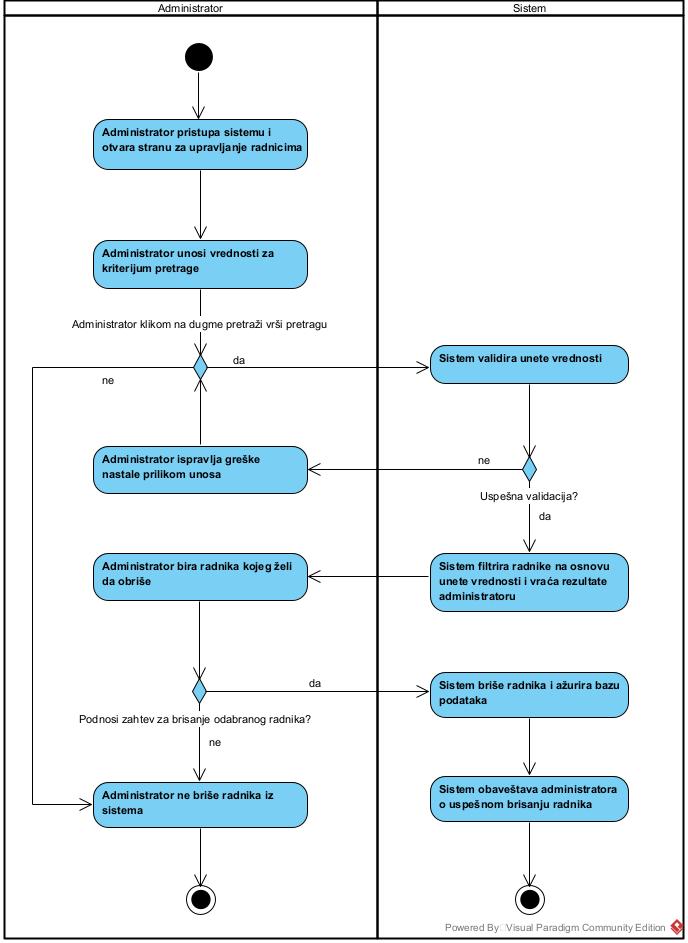 Administrator
Sistem
Administrator pristupa sistemu i
otvara stranu za upravljanje radnicima
Administrator unosi vrednosti za
kriterijum pretrage
Administrator klikom na dugme pretraži vrši pretragu
da
ne
Sistem validira unete vrednosti
Administrator ispravlja greške
nastale prilikom unosa
ne
Uspešna validacija?
da
Administrator bira radnika kojeg želi
da obriše
Sistem filtrira radnike na osnovu
unete vrednosti i vraća rezultate
administratoru
da
Podnosi zahtev za brisanje odabranog radnika?
ne
Sistem briše radnika i ažurira bazu
podataka
Administrator ne briše radnika iz
sistema
Sistem obaveštava administratora
o uspešnom brisanju radnika
Powered By Visual Paradigm Community Edition